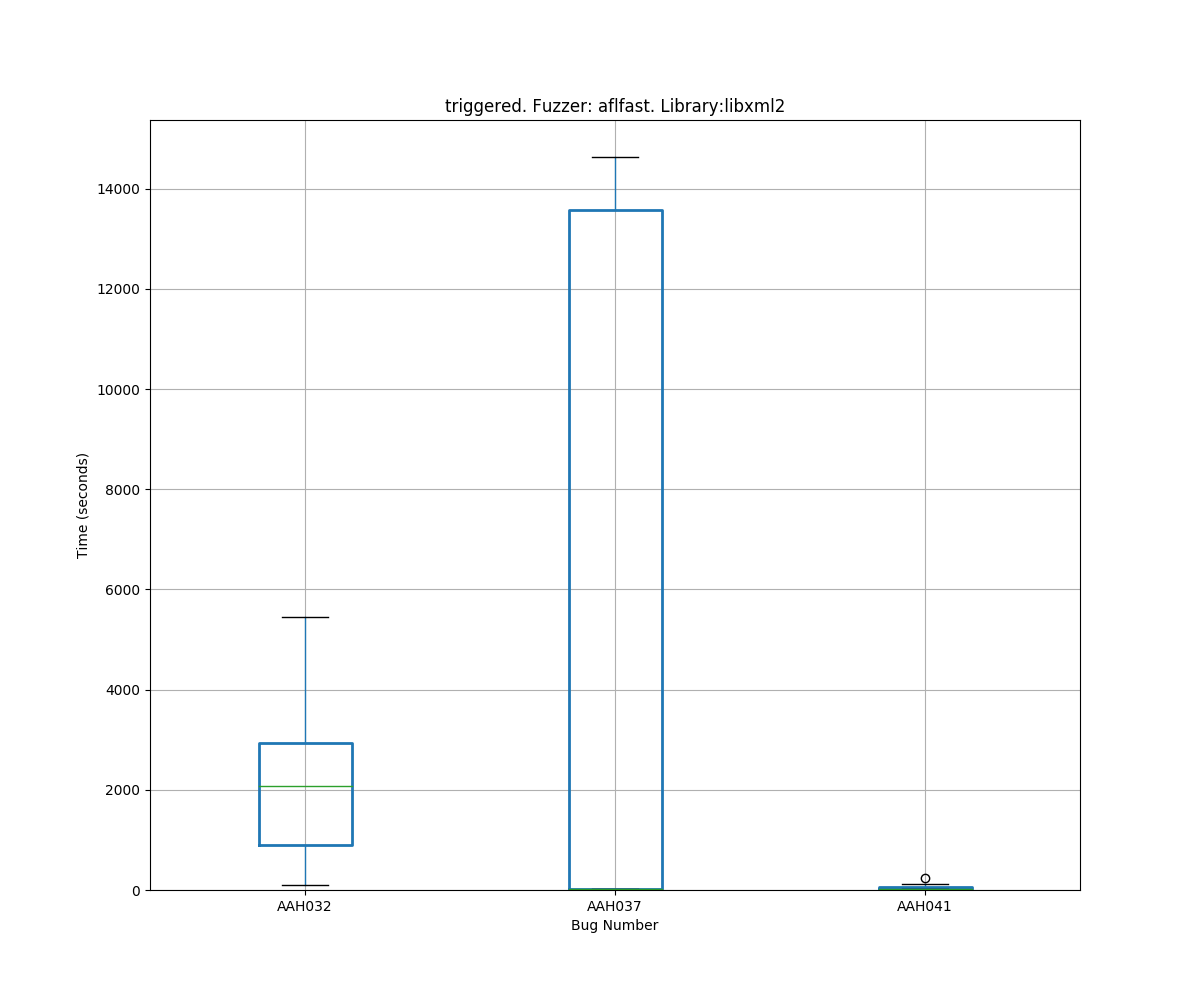 triggered. Fuzzer: aflfast. Library:libxml2
14000
12000
10000
8000
6000
4000
2000
0
Time (seconds)
AAH032
AAH037
AAH041
Bug Number